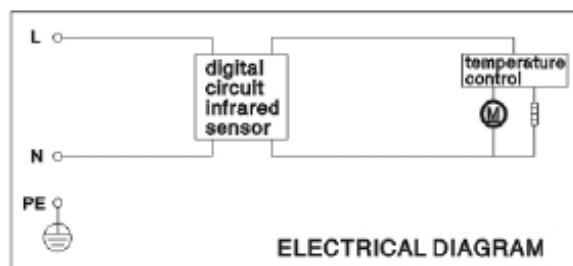 L
digital
circuit
infrared
sensor
temperature
control
M
N
PE
ELECTRICAL DIAGRAM